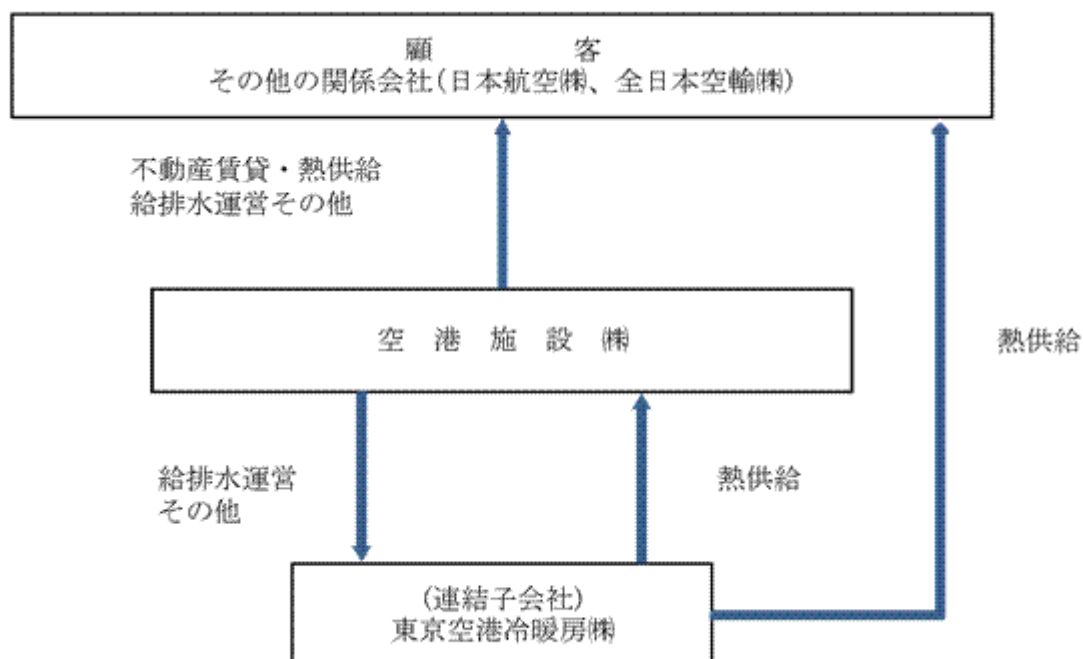 顧　客
その他の関係会社(日本航空㈱、全日本空輸㈱)
不動産賃貸・熱供給
給排水運営その他
空 港 施 設 ㈱
熱供給
給排水運営
その他
熱供給
(連結子会社)
東京空港冷暖房㈱